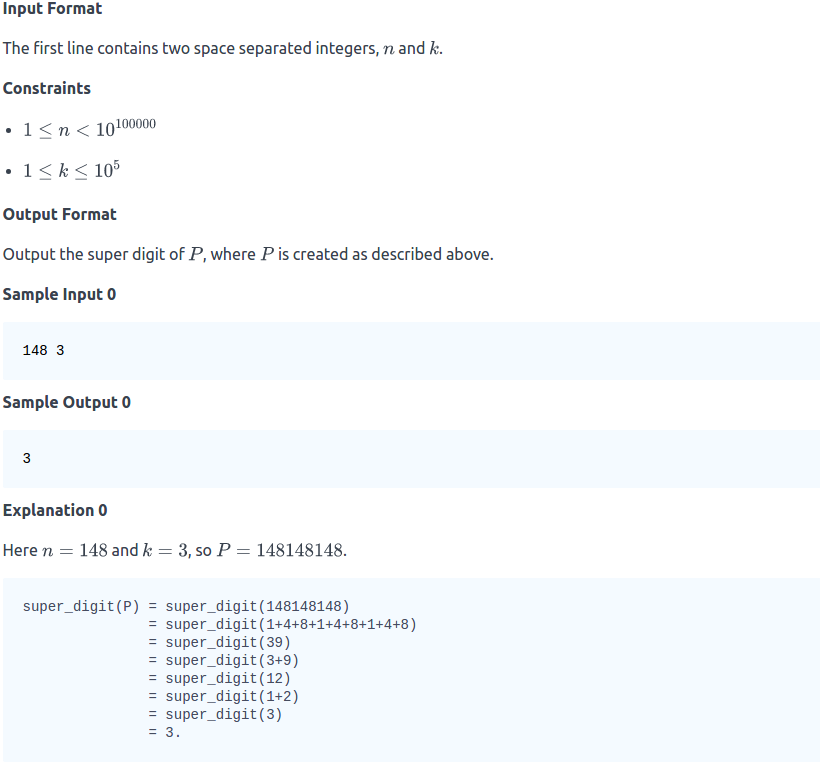 Input Format
The first line contains two space separated integers, n and k.
Constraints
• 1 ≤ n < 10^100000
• 1 ≤ k ≤ 10^5
Output Format
Output the super digit of P, where P is created as described above.
Sample Input 0
148 3
Sample Output 0
3
Explanation 0
Here n = 148 and k = 3, so P = 148148148.
super_digit(P) = super_digit(148148148)
= super_digit(1+4+8+1+4+8+1+4+8)
= super_digit(39)
= super_digit(3+9)
= super_digit(12)
= super_digit(1+2)
= super_digit(3)
= 3.